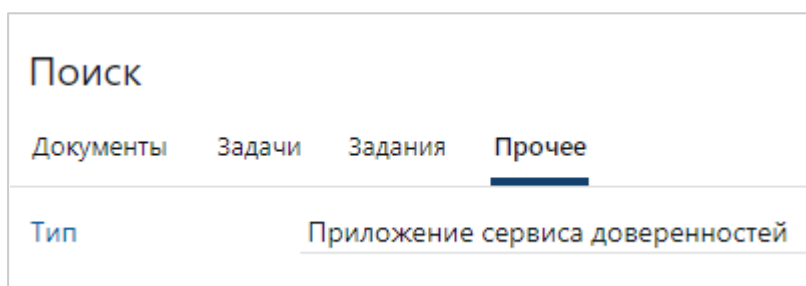 Поиск
Документы Задачи Задания Прочее
Тип Приложение сервиса доверенностей